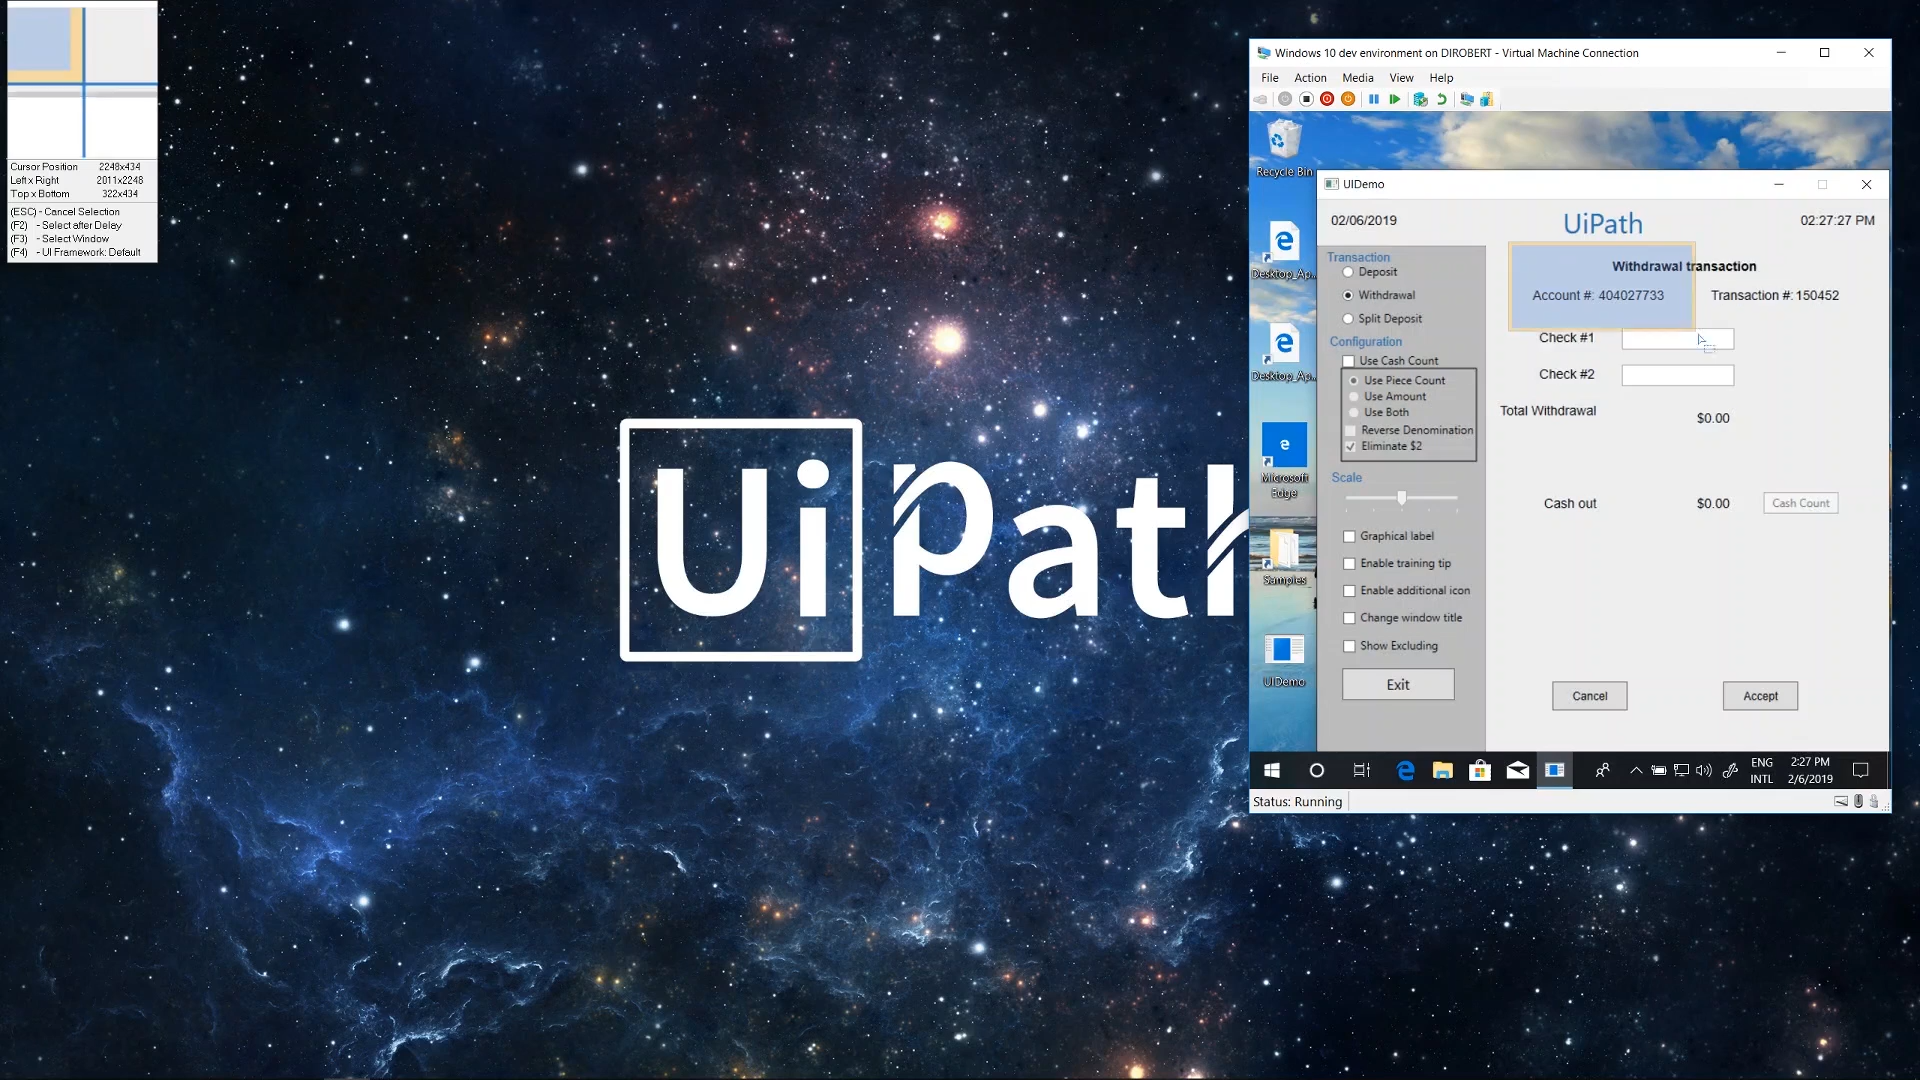 Cursor Position 2248x434
Left x Right 2011x2248
Top x Bottom 322x434
(ESC) - Cancel Selection
(F2) - Select after Delay
(F3) - Select Window
(F4) - UI Framework: Default
UiPath
Windows 10 dev environment on DIROBERT - Virtual Machine Connection
File Action Media View Help
Recycle Bin
Desktop_Ap...
Desktop_Ap...
Microsoft
Edge
Samples
UIDemo
UIDemo
02/06/2019
UiPath
02:27:27 PM
Transaction
Deposit
Withdrawal
Split Deposit
Configuration
Use Cash Count
Use Piece Count
Use Amount
Use Both
Reverse Denomination
Eliminate $2
Scale
Graphical label
Enable training tip
Enable additional icon
Change window title
Show Excluding
Exit
Withdrawal transaction
Account #: 404027733 Transaction #: 150452
Check #1
Check #2
Total Withdrawal $0.00
Cash out $0.00 Cash Count
Cancel Accept
ENG
INTL
2:27 PM
2/6/2019
Status: Running